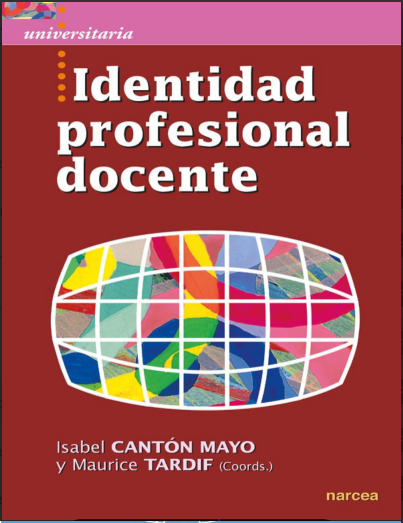 universitaria
Identidad
profesional
docente
Isabel CANTÓN MAYO
y Maurice TARDIF (Coords.)
narcea